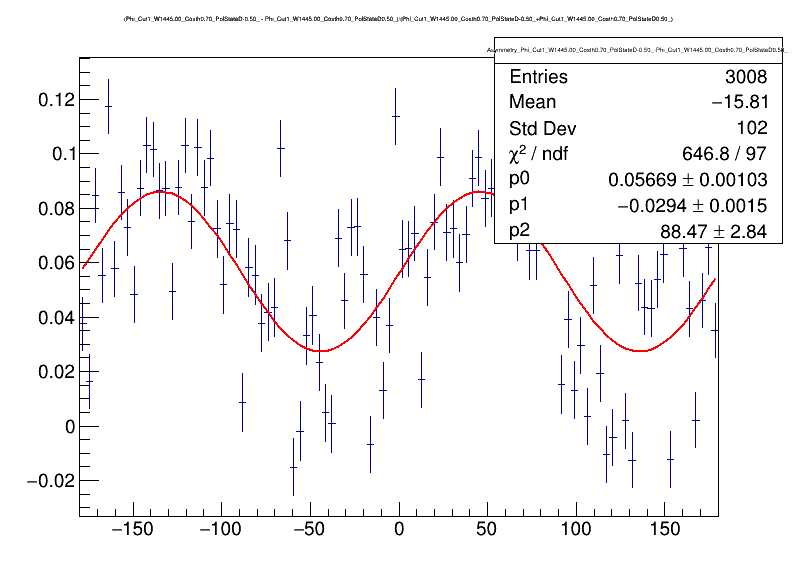 (Phi_Cut1_W1445.00_Costh0.70_PolStateD-0.50_ - Phi_Cut1_W1445.00_Costh0.70_PolStateD0.50_)/(Phi_Cut1_W1445.00_Costh0.70_PolStateD-0.50_+Phi_Cut1_W1445.00_Costh0.70_PolStateD0.50_)
Asymmetry_Phi_Cut1_W1445.00_Costh0.70_PolStateD-0.50_-Phi_Cut1_W1445.00_Costh0.70_PolStateD0.50_
Entries 3008
Mean −15.81
Std Dev 102
χ² / ndf 646.8 / 97
p0 0.05669 ± 0.00103
p1 −0.0294 ± 0.0015
p2 88.47 ± 2.84
0.12
0.1
0.08
0.06
0.04
0.02
0
−0.02
−150 −100 −50 0 50 100 150